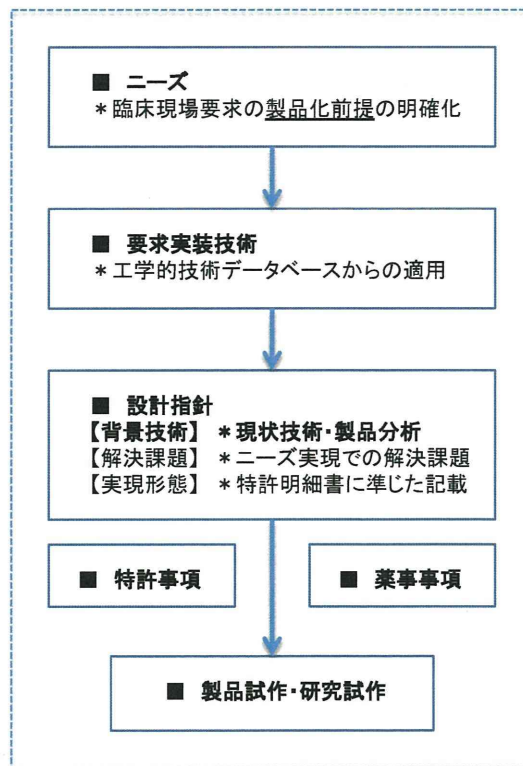 ■ ニーズ
＊臨床現場要求の製品化前提の明確化
■ 要求実装技術
＊工学的技術データベースからの適用
■ 設計指針
【背景技術】 ＊現状技術・製品分析
【解決課題】 ＊ニーズ実現での解決課題
【実現形態】 ＊特許明細書に準じた記載
■ 特許事項
■ 薬事事項
■ 製品試作・研究試作